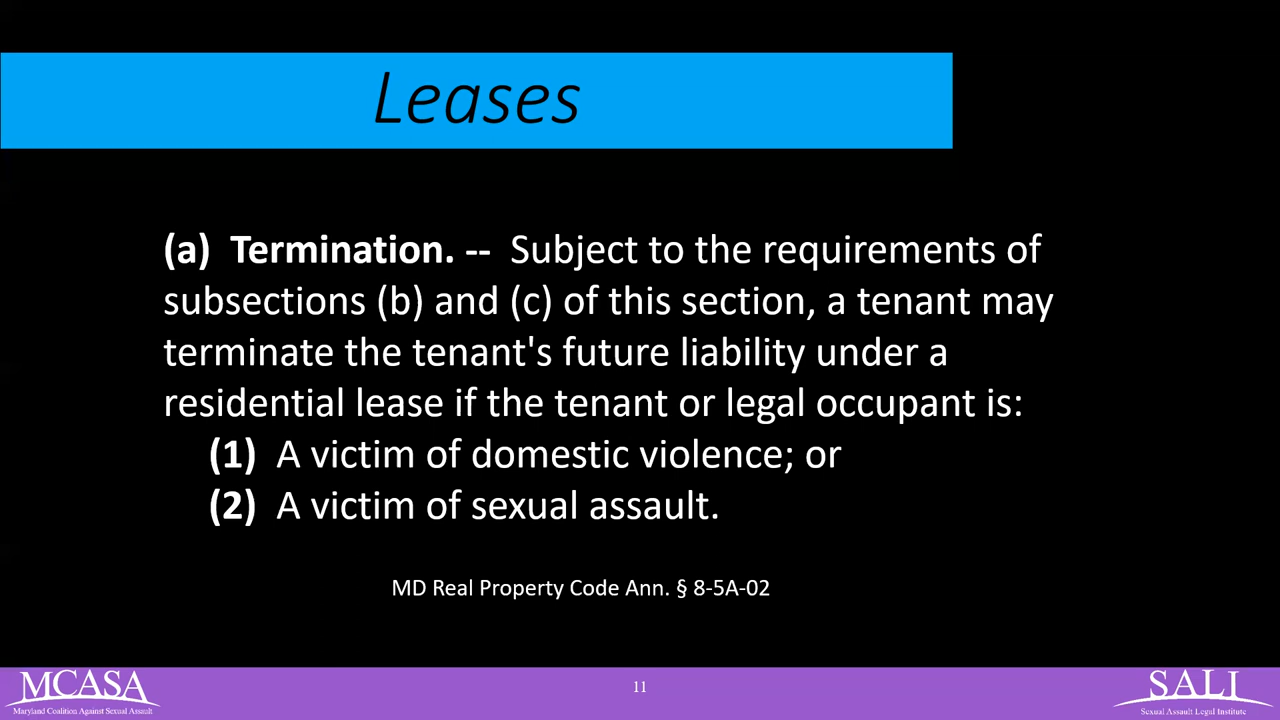 Leases
(a) Termination. -- Subject to the requirements of
subsections (b) and (c) of this section, a tenant may
terminate the tenant's future liability under a
residential lease if the tenant or legal occupant is:
(1) A victim of domestic violence; or
(2) A victim of sexual assault.
MD Real Property Code Ann. § 8-5A-02
MCASA
Maryland Coalition Against Sexual Assault
11
SALI
Sexual Assault Legal Institute